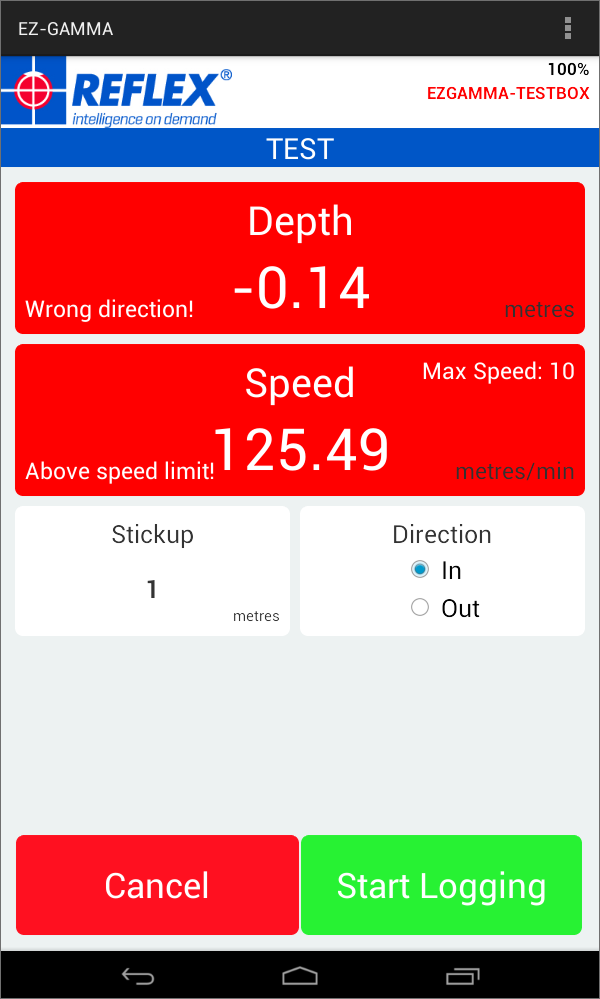 EZ-GAMMA
100%
REFLEX®
EZGAMMA-TESTBOX
intelligence on demand
TEST
Depth
-0.14
Wrong direction!
metres
Speed
Max Speed: 10
125.49
Above speed limit!
metres/min
Stickup
1
metres
Direction
In
Out
Cancel
Start Logging